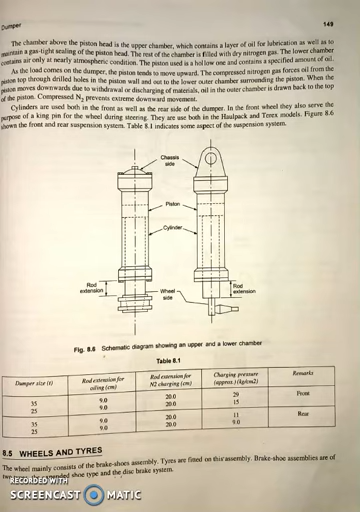 Dumper
149
The chamber above the piston head is the upper chamber, which contains a layer of oil for lubrication as well as to
maintain a gas-tight sealing of the piston head. The rest of the chamber is filled with dry nitrogen gas. The lower chamber
contains air only at nearly atmospheric condition. The piston used is a hollow one and contains a specified amount of oil.
As the load comes on the dumper, the piston tends to move upward. The compressed nitrogen gas forces oil from the
piston top through drilled holes in the piston wall and out to the lower outer chamber surrounding the piston. When the
piston moves downwards due to withdrawal or discharging of materials, oil in the outer chamber is drawn back to the top
of the piston. Compressed N2 prevents extreme downward movement.
Cylinders are used both in the front as well as the rear side of the dumper. In the front wheel they also serve the
purpose of a king pin for the wheel during steering. They are use both in the Haulpack and Terex models. Figure 8.6
shown the front and rear suspension system. Table 8.1 indicates some aspect of the suspension system.
Chassis
side
Piston
Cylinder
Rod
extension
Wheel
side
Rod
extension
Fig. 8.6 Schematic diagram showing an upper and a lower chamber
Table 8.1
Dumper size (t) Rod extension for oiling (cm) Rod extension for N2 charging (cm) Charging pressure (approx.) (kg/cm2) Remarks
35 9.0 20.0 29 Front
25 9.0 20.0 15
35 9.0 20.0 11 Rear
25 9.0 20.0 9.0
8.5 WHEELS AND TYRES
The wheel mainly consists of the brake-shoes assembly. Tyres are fitted on this assembly. Brake-shoe assemblies are of
shoe type and the disc brake system.
RECORDED WITH
SCREENCAST MATIC